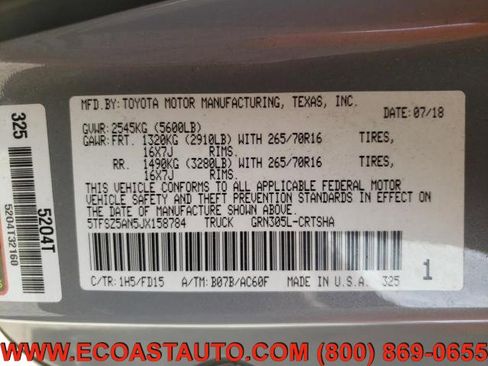 MFD.BY: TOYOTA MOTOR MANUFACTURING, TEXAS, INC.
DATE: 07/18
GVWR: 2545KG (5600LB)
GAWR: FRT. 1320KG (2910LB) WITH 265/70R16 TIRES,
16X7J RIMS.
RR. 1490KG (3280LB) WITH 265/70R16 TIRES,
16X7J RIMS.
THIS VEHICLE CONFORMS TO ALL APPLICABLE FEDERAL MOTOR
VEHICLE SAFETY AND BUMPER STANDARDS IN EFFECT ON THE
DATE OF MANUFACTURE SHOWN ABOVE.
5TFSZ5AN5JX158784 TRUCK GRN305L-CRTSHA
C/TR: 1H5/FD15 A/TM: B07B/AC60F MADE IN U.S.A. 325
1
325
5204T
5204132160
WWW.ECOASTAUTO.COM (800) 869-0655